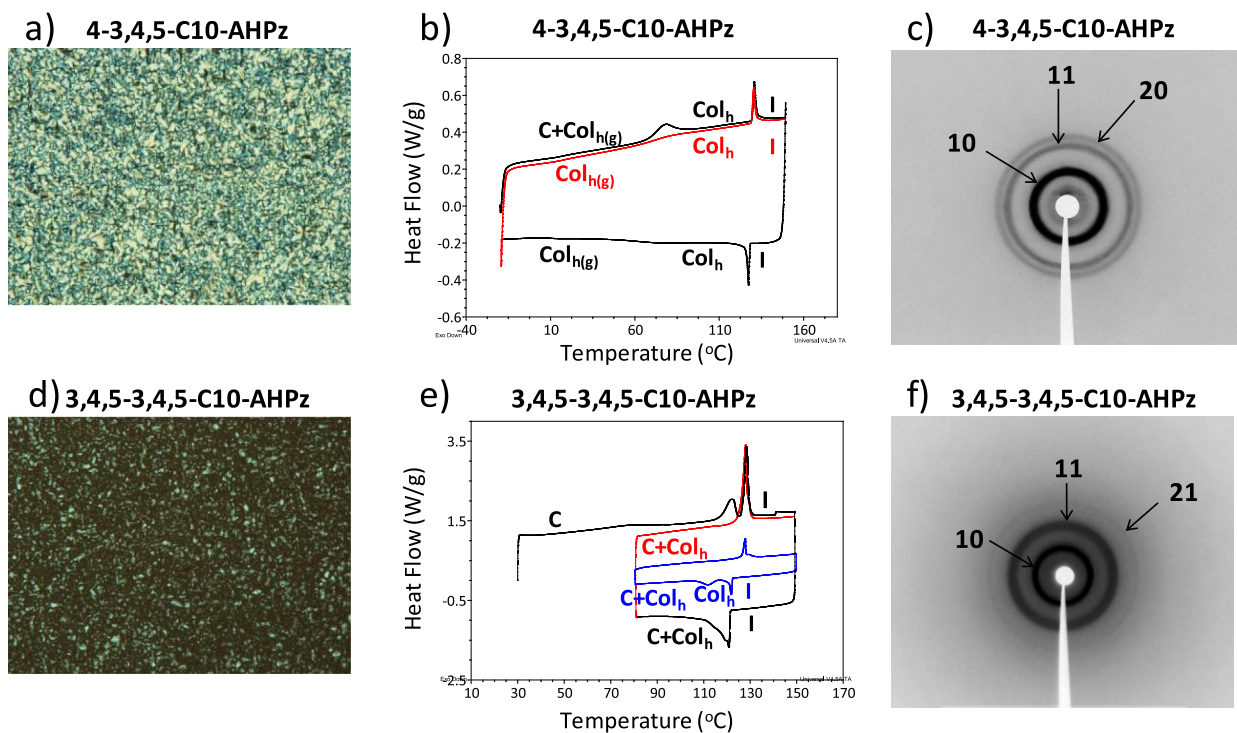 a) 4-3,4,5-C10-AHPz
b) 4-3,4,5-C10-AHPz
c) 4-3,4,5-C10-AHPz
Heat Flow (W/g)
0.8
0.6
0.4
0.2
0.0
-0.2
-0.4
-0.6
C+Colh(g)
Colh
I
Colh
I
Colh(g)
Colh(g)
Colh
I
-40
10
60
110
160
Exo Down
Universal V4,5A TA
Temperature (oC)
11
20
10
d) 3,4,5-3,4,5-C10-AHPz
e) 3,4,5-3,4,5-C10-AHPz
f) 3,4,5-3,4,5-C10-AHPz
Heat Flow (W/g)
3.5
1.5
-0.5
-2.5
C
I
C+Colh
C+Colh
Colh
I
C+Colh
I
10
30
50
70
90
110
130
150
170
Exo Down
Universal V4,5A TA
Temperature (oC)
11
21
10